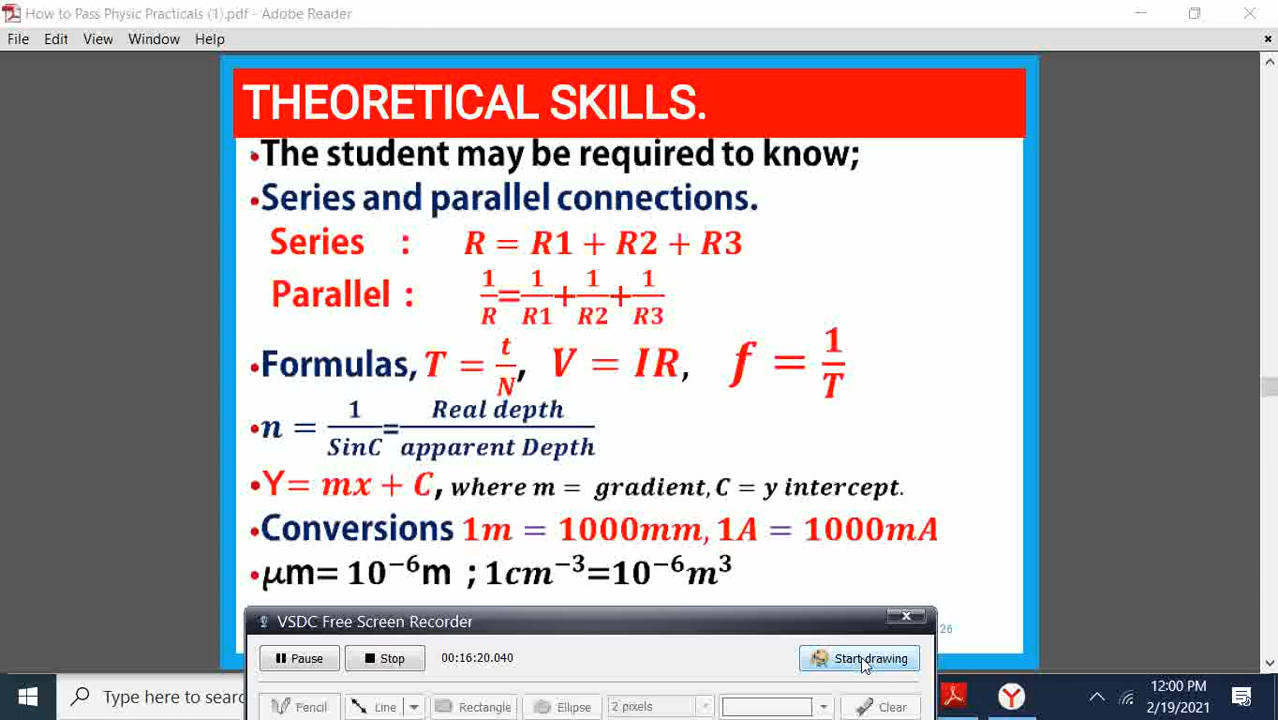 How to Pass Physic Practicals (1).pdf - Adobe Reader
File Edit View Window Help
THEORETICAL SKILLS.
•The student may be required to know;
•Series and parallel connections.
Series : R = R1 + R2 + R3
Parallel : 1/R=1/R1+1/R2+1/R3
•Formulas, T = t/N, V = IR, f = 1/T
•n = 1/SinC=Real depth/apparent Depth
•Y= mx + C, where m = gradient, C = y intercept.
•Conversions 1m = 1000mm, 1A = 1000mA
•μm= 10⁻⁶m ; 1cm⁻³=10⁻⁶m³
26
VSDC Free Screen Recorder
Pause Stop 00:16:20.040 Start drawing
Pencil Line Rectangle Ellipse 2 pixels Clear
Type here to searc
12:00 PM
2/19/2021